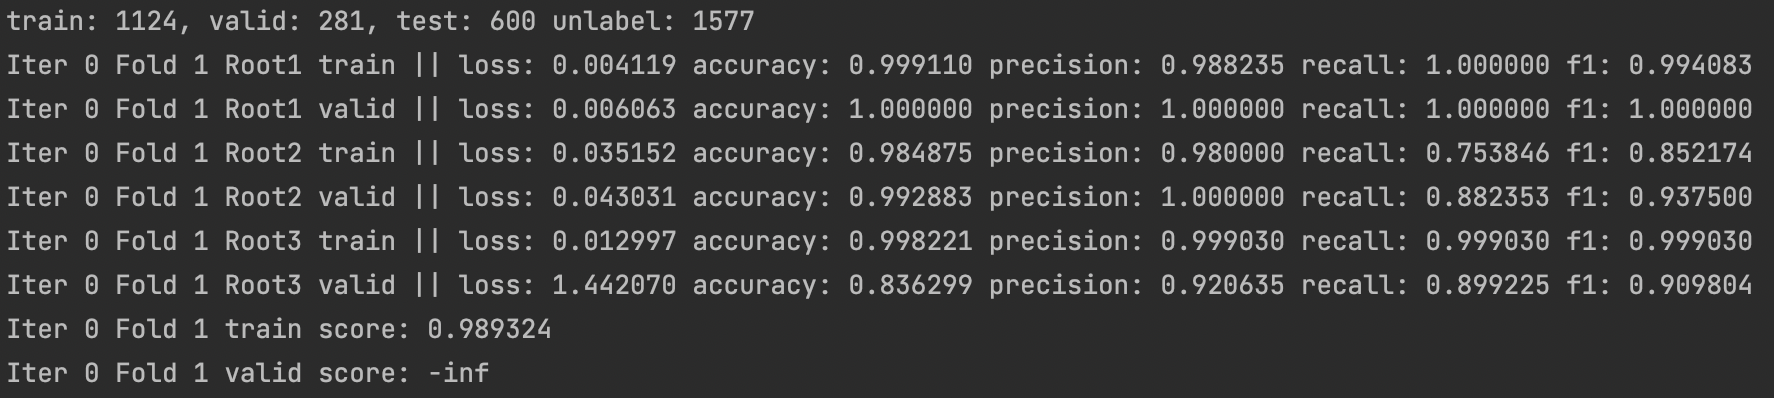 train: 1124, valid: 281, test: 600 unlabel: 1577
Iter 0 Fold 1 Root1 train || loss: 0.004119 accuracy: 0.999110 precision: 0.988235 recall: 1.000000 f1: 0.994083
Iter 0 Fold 1 Root1 valid || loss: 0.006063 accuracy: 1.000000 precision: 1.000000 recall: 1.000000 f1: 1.000000
Iter 0 Fold 1 Root2 train || loss: 0.035152 accuracy: 0.984875 precision: 0.980000 recall: 0.753846 f1: 0.852174
Iter 0 Fold 1 Root2 valid || loss: 0.043031 accuracy: 0.992883 precision: 1.000000 recall: 0.882353 f1: 0.937500
Iter 0 Fold 1 Root3 train || loss: 0.012997 accuracy: 0.998221 precision: 0.999030 recall: 0.999030 f1: 0.999030
Iter 0 Fold 1 Root3 valid || loss: 1.442070 accuracy: 0.836299 precision: 0.920635 recall: 0.899225 f1: 0.909804
Iter 0 Fold 1 train score: 0.989324
Iter 0 Fold 1 valid score: -inf